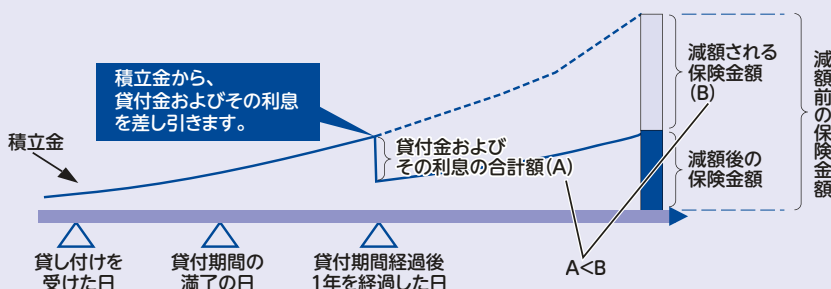 積立金から、
貸付金およびその利息
を差し引きます。
積立金
貸付金および
その利息の合計額(A)
減額される
保険金額
(B)
減額後の
保険金額
減額前の保険金額
貸し付けを
受けた日
貸付期間の
満了の日
貸付期間経過後
1年を経過した日
A<B